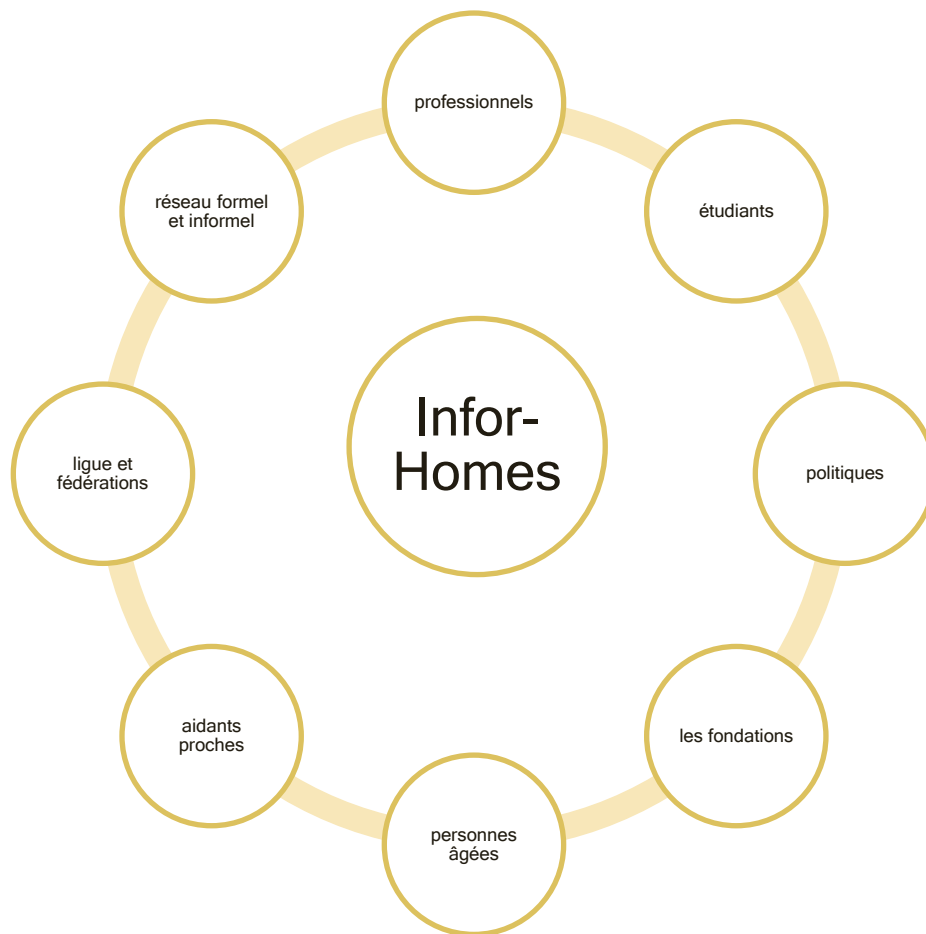 professionnels
étudiants
politiques
les fondations
personnes
âgées
aidants
proches
ligue et
fédérations
réseau formel
et informel
Infor-
Homes